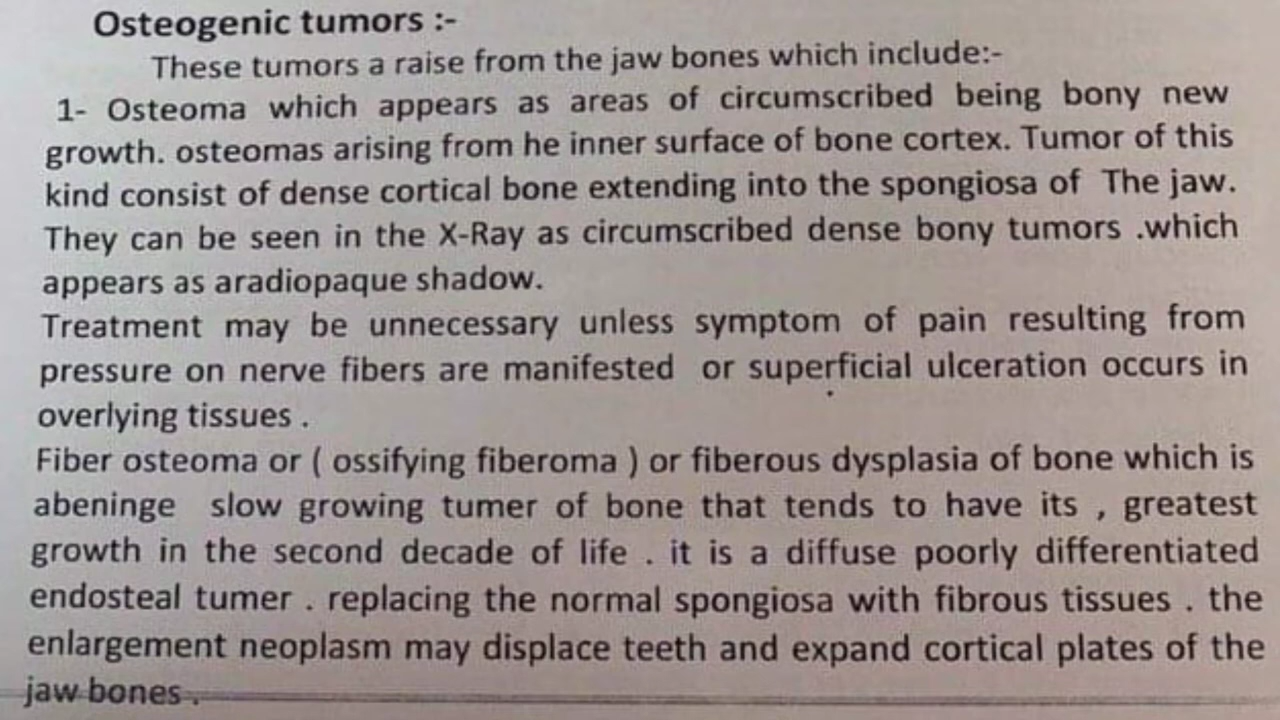 Osteogenic tumors :-
These tumors a raise from the jaw bones which include:-
1- Osteoma which appears as areas of circumscribed being bony new
growth. osteomas arising from he inner surface of bone cortex. Tumor of this
kind consist of dense cortical bone extending into the spongiosa of The jaw.
They can be seen in the X-Ray as circumscribed dense bony tumors .which
appears as aradiopaque shadow.
Treatment may be unnecessary unless symptom of pain resulting from
pressure on nerve fibers are manifested or superficial ulceration occurs in
overlying tissues .
Fiber osteoma or ( ossifying fiberoma ) or fiberous dysplasia of bone which is
abeninge slow growing tumer of bone that tends to have its , greatest
growth in the second decade of life . it is a diffuse poorly differentiated
endosteal tumer . replacing the normal spongiosa with fibrous tissues . the
enlargement neoplasm may displace teeth and expand cortical plates of the
jaw bones .